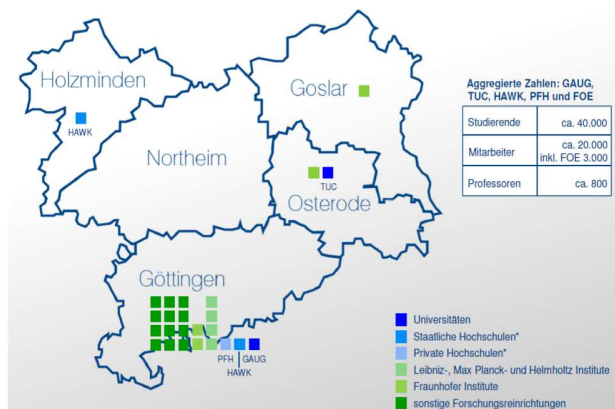 Holzminden
HAWK
Goslar
Northeim
TUC
Osterode
Göttingen
PFH
GAUG
HAWK
Aggregierte Zahlen: GAUG,
TUC, HAWK, PFH und FOE
Studierende ca. 40.000
Mitarbeiter ca. 20.000
inkl. FOE 3.000
Professoren ca. 800
Universitäten
Staatliche Hochschulen*
Private Hochschulen*
Leibniz-, Max Planck- und Helmholtz Institute
Fraunhofer Institute
sonstige Forschungsreinrichtungen